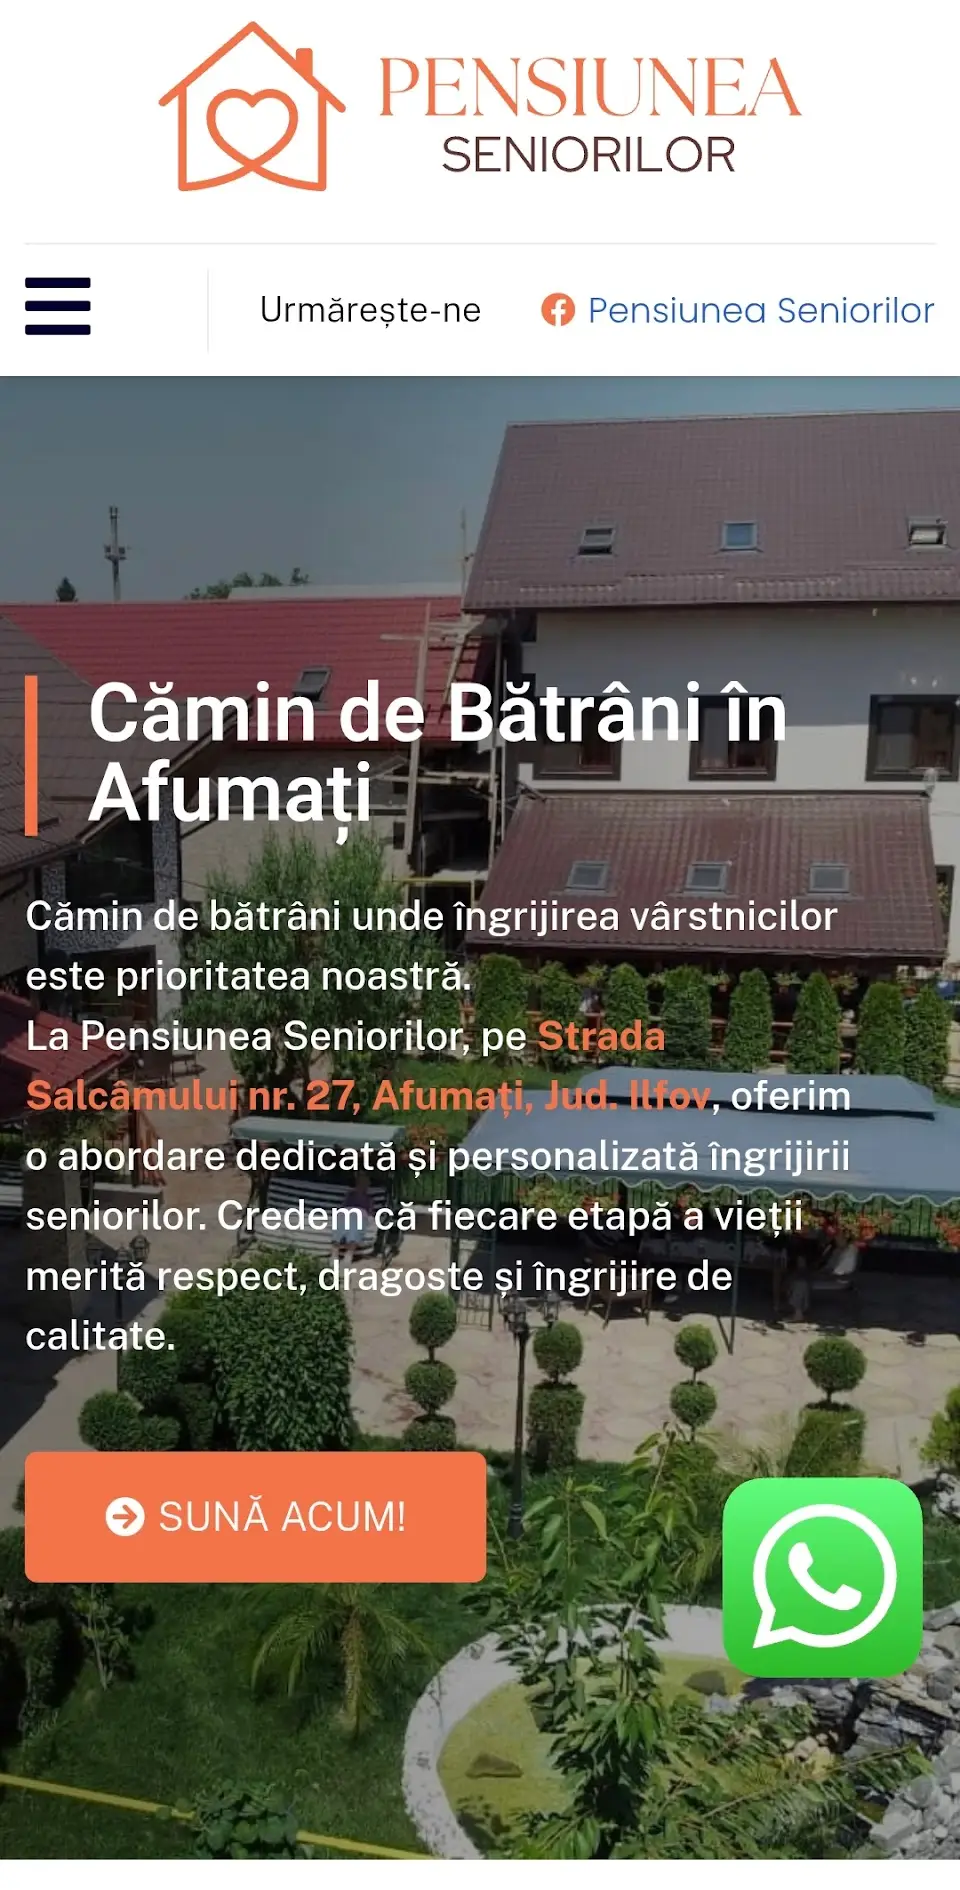 PENSIUNEA
SENIORILOR
Urmărește-ne
Pensiunea Seniorilor
Cămin de Bătrâni în
Afumați
Cămin de bătrâni unde îngrijirea vârstnicilor
este prioritatea noastră.
La Pensiunea Seniorilor, pe Strada
Salcâmului nr. 27, Afumați, Jud. Ilfov, oferim
o abordare dedicată și personalizată îngrijirii
seniorilor. Credem că fiecare etapă a vieții
merită respect, dragoste și îngrijire de
calitate.
SUNĂ ACUM!